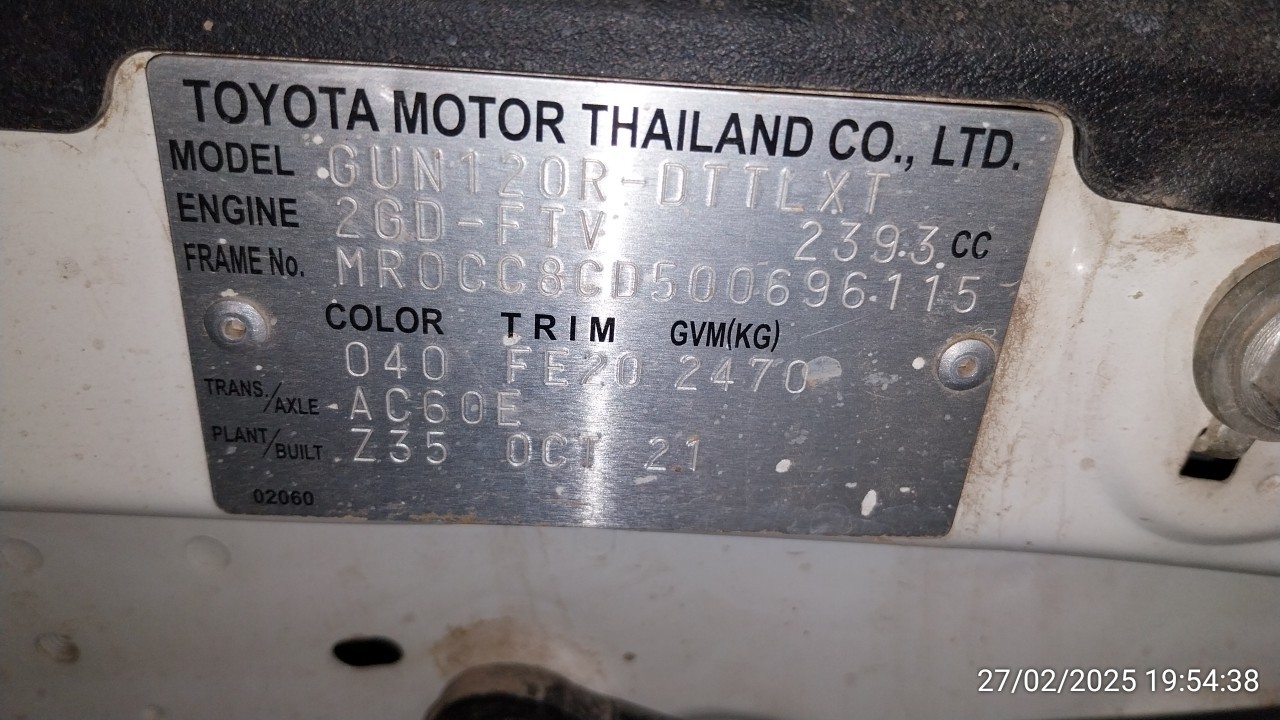 TOYOTA MOTOR THAILAND CO., LTD.
MODEL GUN120R-DTTLXT
ENGINE 2GD-FTV 2393 CC
FRAME No. MR0CC8CD500696115
COLOR TRIM GVM(KG)
040 FE20 2470
TRANS./AXLE AC60E
PLANT/BUILT Z35 OCT 21
02060
27/02/2025 19:54:38